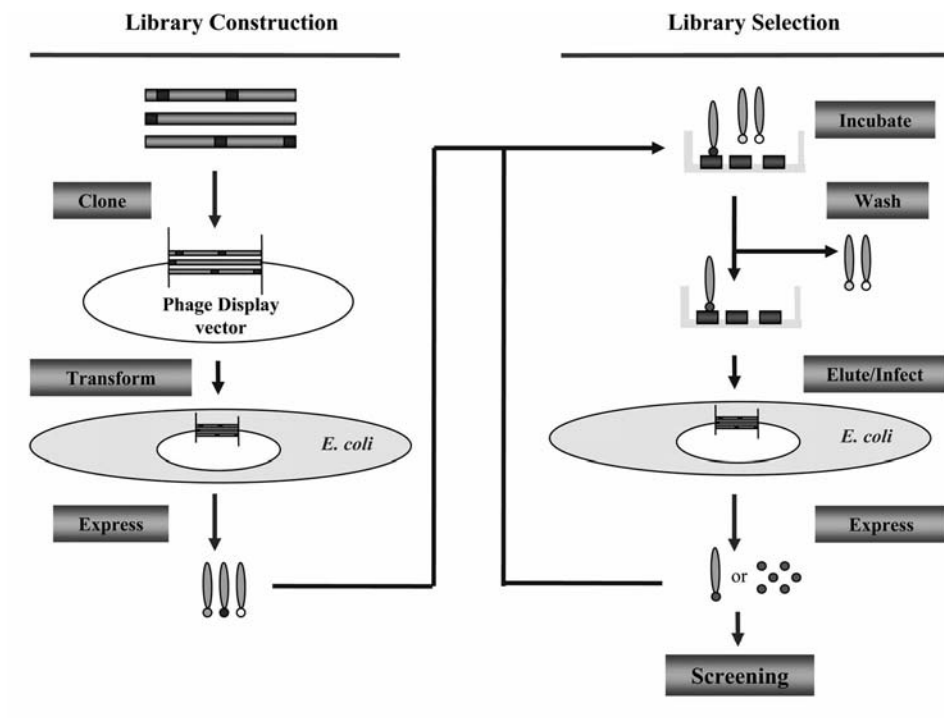 Library Construction
Clone
Phage Display
vector
Transform
E. coli
Express
Library Selection
Incubate
Wash
Elute/Infect
E. coli
Express
or
Screening